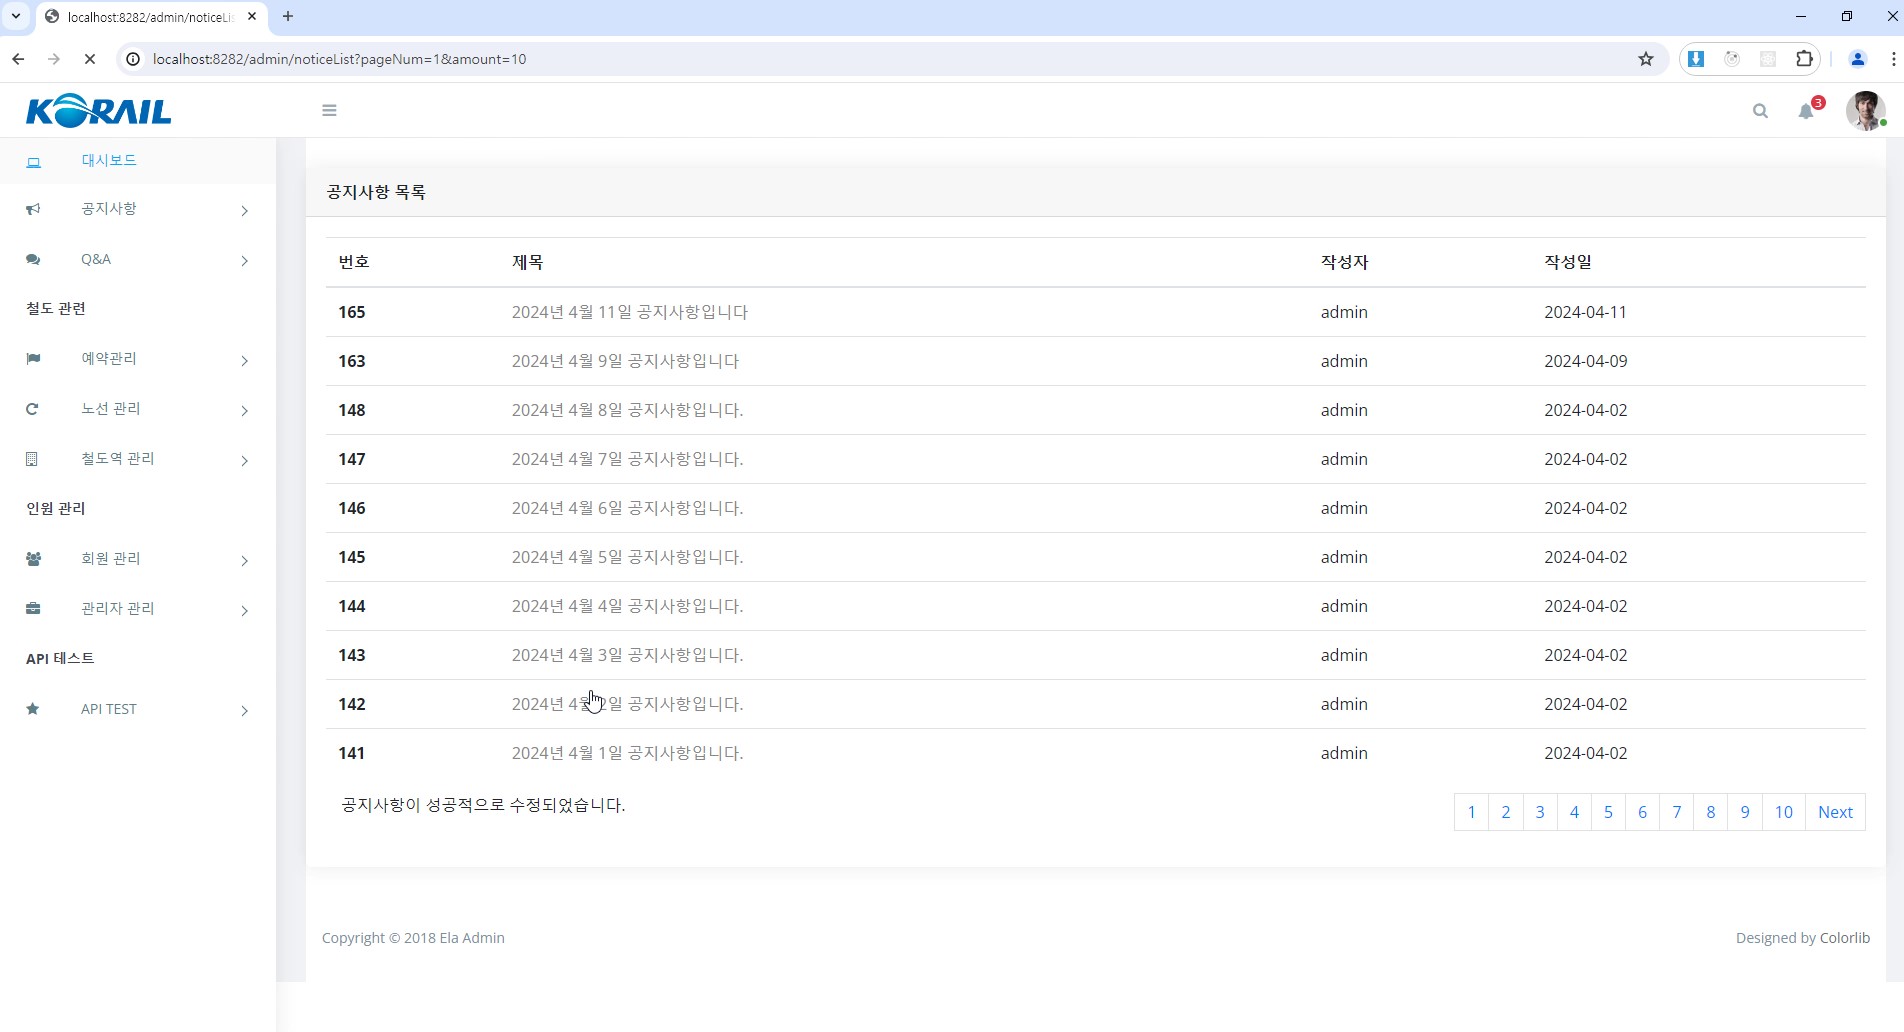 localhost:8282/admin/noticeLis
localhost:8282/admin/noticeList?pageNum=1&amount=10
KORAIL
3
대시보드
공지사항
Q&A
철도 관련
예약관리
노선 관리
철도역 관리
인원 관리
회원 관리
관리자 관리
API 테스트
API TEST
공지사항 목록
번호 제목 작성자 작성일
165 2024년 4월 11일 공지사항입니다 admin 2024-04-11
163 2024년 4월 9일 공지사항입니다 admin 2024-04-09
148 2024년 4월 8일 공지사항입니다. admin 2024-04-02
147 2024년 4월 7일 공지사항입니다. admin 2024-04-02
146 2024년 4월 6일 공지사항입니다. admin 2024-04-02
145 2024년 4월 5일 공지사항입니다. admin 2024-04-02
144 2024년 4월 4일 공지사항입니다. admin 2024-04-02
143 2024년 4월 3일 공지사항입니다. admin 2024-04-02
142 2024년 4월 2일 공지사항입니다. admin 2024-04-02
141 2024년 4월 1일 공지사항입니다. admin 2024-04-02
공지사항이 성공적으로 수정되었습니다.
1 2 3 4 5 6 7 8 9 10 Next
Copyright © 2018 Ela Admin
Designed by Colorlib